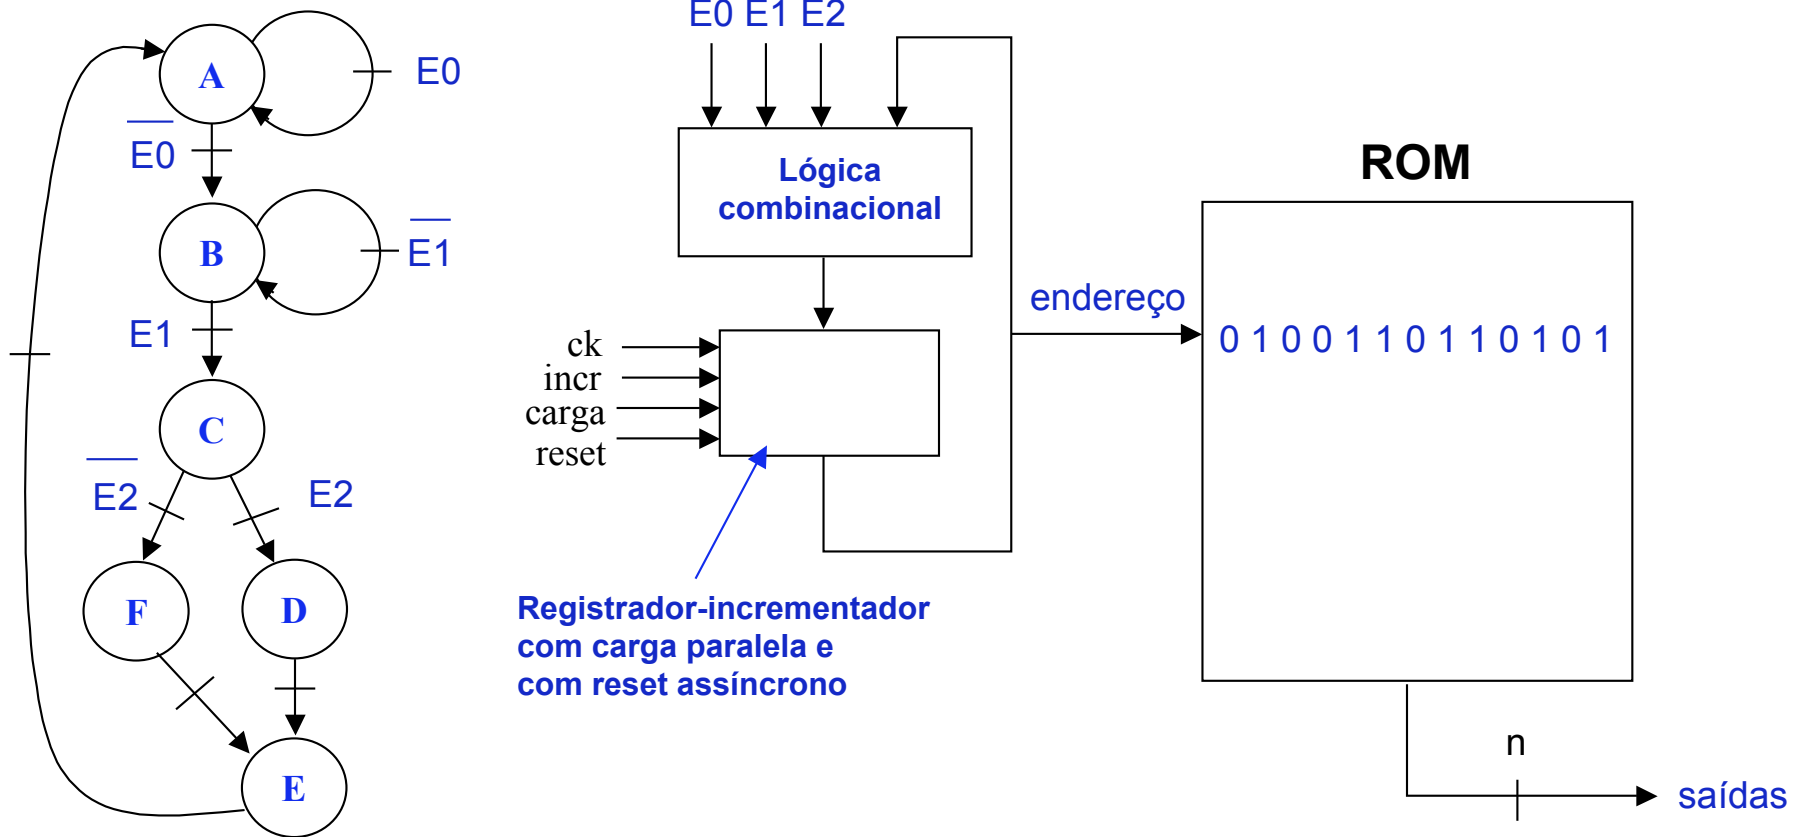 A
E0
E0
B
E1
E1
C
E2
E2
F
D
E
E0 E1 E2
Lógica
combinacional
ck
incr
carga
reset
Registrador-incrementador
com carga paralela e
com reset assíncrono
endereço
ROM
0 1 0 0 1 1 0 1 1 0 1 0 1
n
saídas